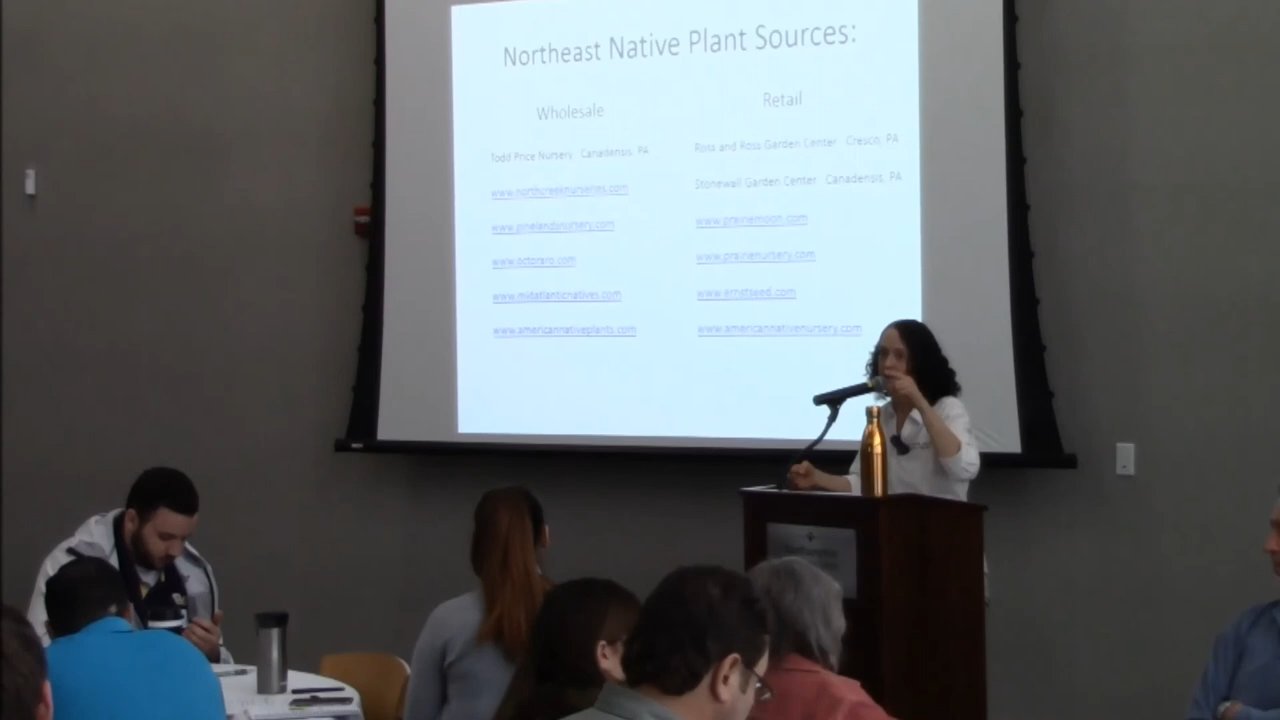 Northeast Native Plant Sources:
Wholesale
Todd Price Nursery, Canadensis, PA
www.northcreeknurseries.com
www.pinelandsnursery.com
www.octoraro.com
www.midatlanticnatives.com
www.americannativeplants.com
Retail
Ross and Ross Garden Center Cresco, PA
Stonewall Garden Center Canadensis, PA
www.prairiemoon.com
www.prairienursery.com
www.ernstseed.com
www.americannativenursery.com